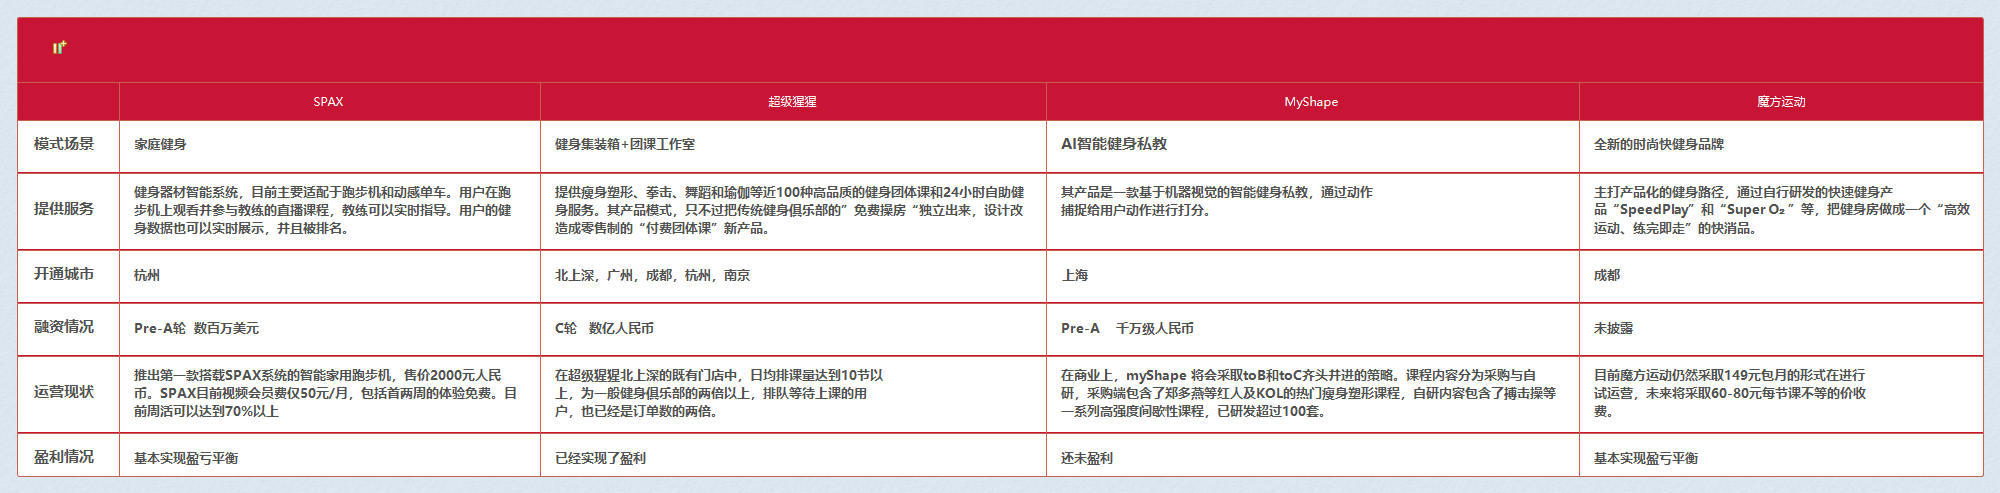 SPAX 超级猩猩 MyShape 魔方运动
模式场景 家庭健身 健身集装箱+团课工作室 AI智能健身私教 全新的时尚快健身品牌
提供服务
健身器材智能系统，目前主要适配于跑步机和动感单车。用户在跑
步机上观看并参与教练的直播课程，教练可以实时指导。用户的健
身数据也可以实时展示，并且被排名。
提供瘦身塑形、拳击、舞蹈和瑜伽等近100种高品质的健身团体课和24小时自助健
身服务。其产品模式，只不过把传统健身俱乐部的”免费操房“独立出来，设计改
造成零售制的“付费团体课”新产品。
其产品是一款基于机器视觉的智能健身私教，通过动作
捕捉给用户动作进行打分。
主打产品化的健身路径，通过自行研发的快速健身产
品“SpeedPlay”和“Super O₂ ”等，把健身房做成一个“高效
运动、练完即走”的快消品。
开通城市 杭州 北上深，广州，成都，杭州，南京 上海 成都
融资情况 Pre-A轮 数百万美元 C轮 数亿人民币 Pre-A 千万级人民币 未披露
运营现状
推出第一款搭载SPAX系统的智能家用跑步机，售价2000元人民
币。SPAX目前视频会员费仅50元/月，包括首两周的体验免费。目
前周活可以达到70%以上
在超级猩猩北上深的既有门店中，日均排课量达到10节以
上，为一般健身俱乐部的两倍以上，排队等待上课的用
户，也已经是订单数的两倍。
在商业上，myShape 将会采取toB和toC齐头并进的策略。课程内容分为采购与自
研，采购端包含了郑多燕等红人及KOL的热门瘦身塑形课程，自研内容包含了搏击操等
一系列高强度间歇性课程，已研发超过100套。
目前魔方运动仍然采取149元包月的形式在进行
试运营，未来将采取60-80元每节课不等的价收
费。
盈利情况 基本实现盈亏平衡 已经实现了盈利 还未盈利 基本实现盈亏平衡